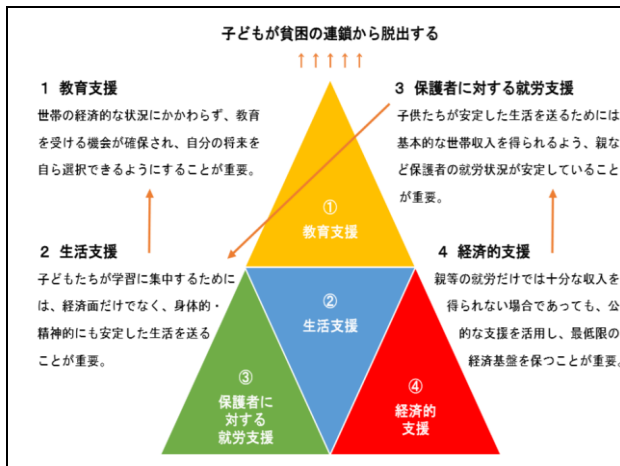 子どもが貧困の連鎖から脱出する
↑↑↑↑↑
1 教育支援
世帯の経済的な状況にかかわらず、教育
を受ける機会が確保され、自分の将来を
自ら選択できるようにすることが重要。
2 生活支援
子どもたちが学習に集中するために
は、経済面だけでなく、身体的・
精神的にも安定した生活を送る
ことが重要。
3 保護者に対する就労支援
子供たちが安定した生活を送るためには
基本的な世帯収入を得られるよう、親な
ど保護者の就労状況が安定していること
が重要。
4 経済的支援
親等の就労だけでは十分な収入を
得られない場合であっても、公
的な支援を活用し、最低限の
経済基盤を保つことが重要。
①
教育支援
②
生活支援
③
保護者に
対する
就労支援
④
経済的
支援